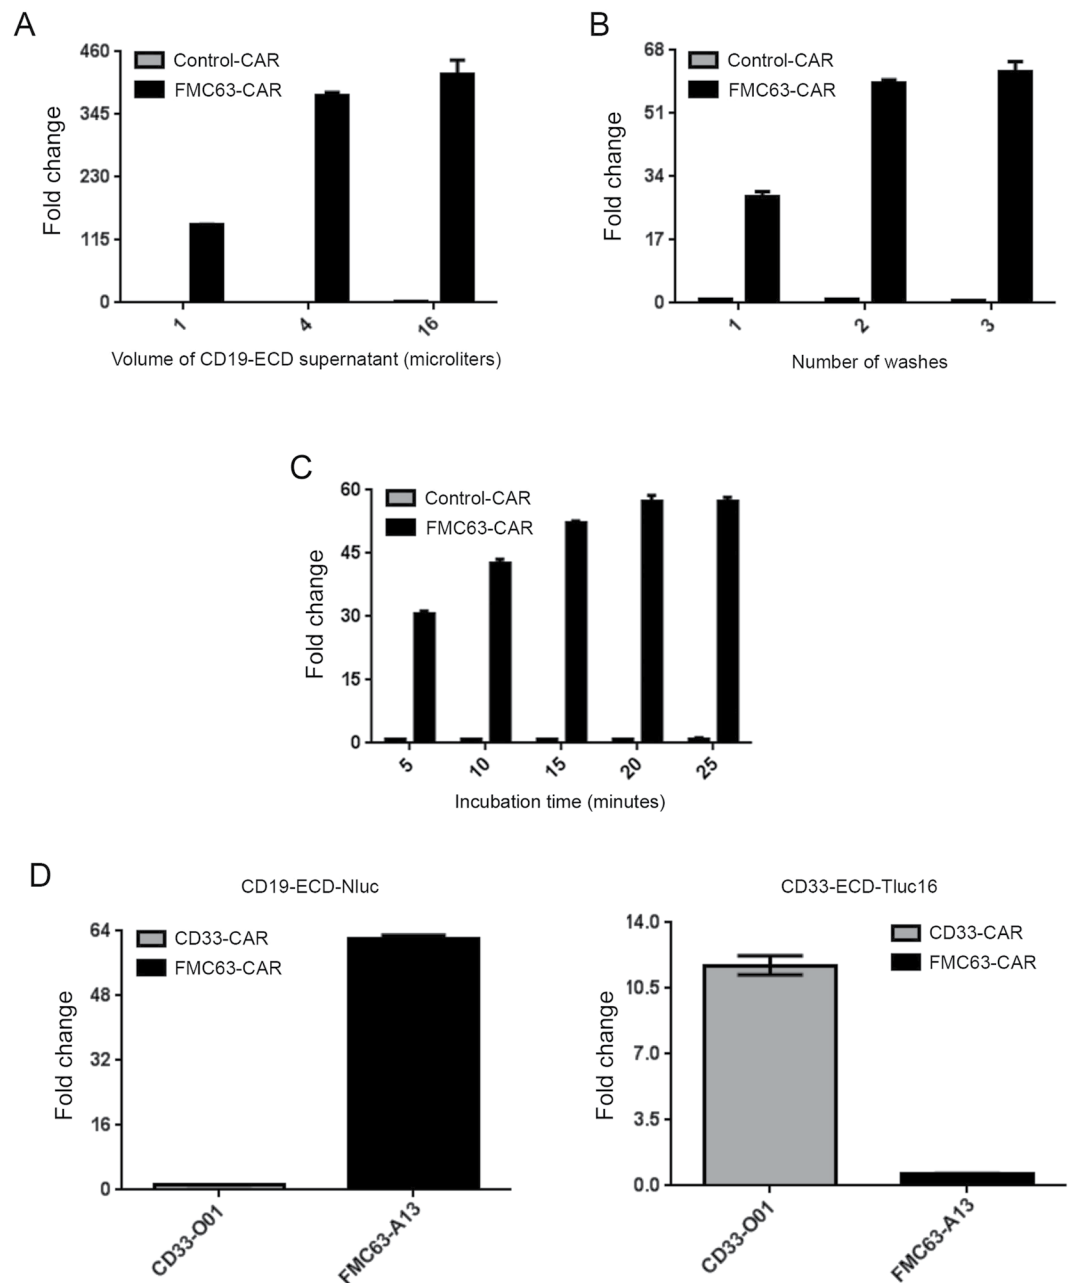 A
Fold change
460
345
230
115
0
Control-CAR
FMC63-CAR
1
4
16
Volume of CD19-ECD supernatant (microliters)
B
Fold change
68
51
34
17
0
Control-CAR
FMC63-CAR
1
2
3
Number of washes
C
Fold change
60
45
30
15
0
Control-CAR
FMC63-CAR
5
10
15
20
25
Incubation time (minutes)
D
CD19-ECD-Nluc
Fold change
64
48
32
16
0
CD33-CAR
FMC63-CAR
CD33-O01
FMC63-A13
CD33-ECD-Tluc16
Fold change
14.0
10.5
7.0
3.5
0.0
CD33-CAR
FMC63-CAR
CD33-O01
FMC63-A13